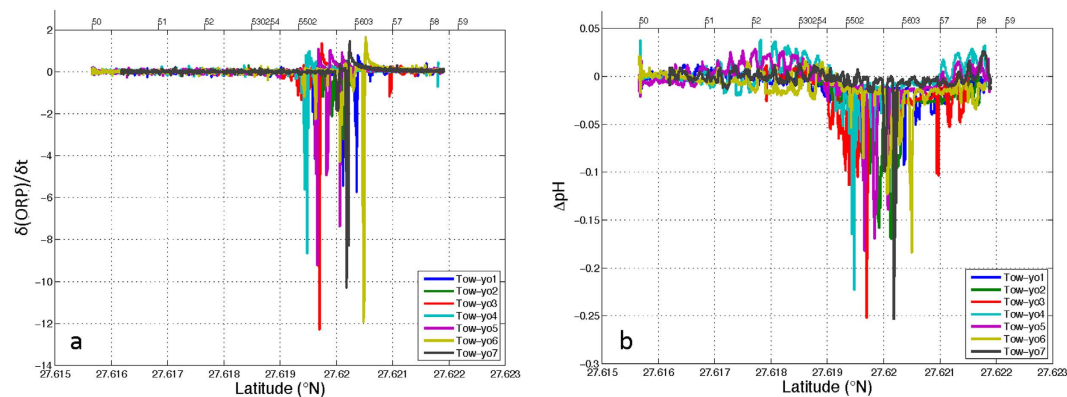 50 51 52 530254 5502 5603 57 58 59
2
0
-2
-4
-6
-8
-10
-12
-14
δ(ORP)/δt
a
Tow-yo1
Tow-yo2
Tow-yo3
Tow-yo4
Tow-yo5
Tow-yo6
Tow-yo7
27.615 27.616 27.617 27.618 27.619 27.62 27.621 27.622 27.623
Latitude (°N)
50 51 52 530254 5502 5603 57 58 59
0.05
0
-0.05
-0.1
-0.15
-0.2
-0.25
-0.3
ΔpH
b
Tow-yo1
Tow-yo2
Tow-yo3
Tow-yo4
Tow-yo5
Tow-yo6
Tow-yo7
27.615 27.616 27.617 27.618 27.619 27.62 27.621 27.622 27.623
Latitude (°N)